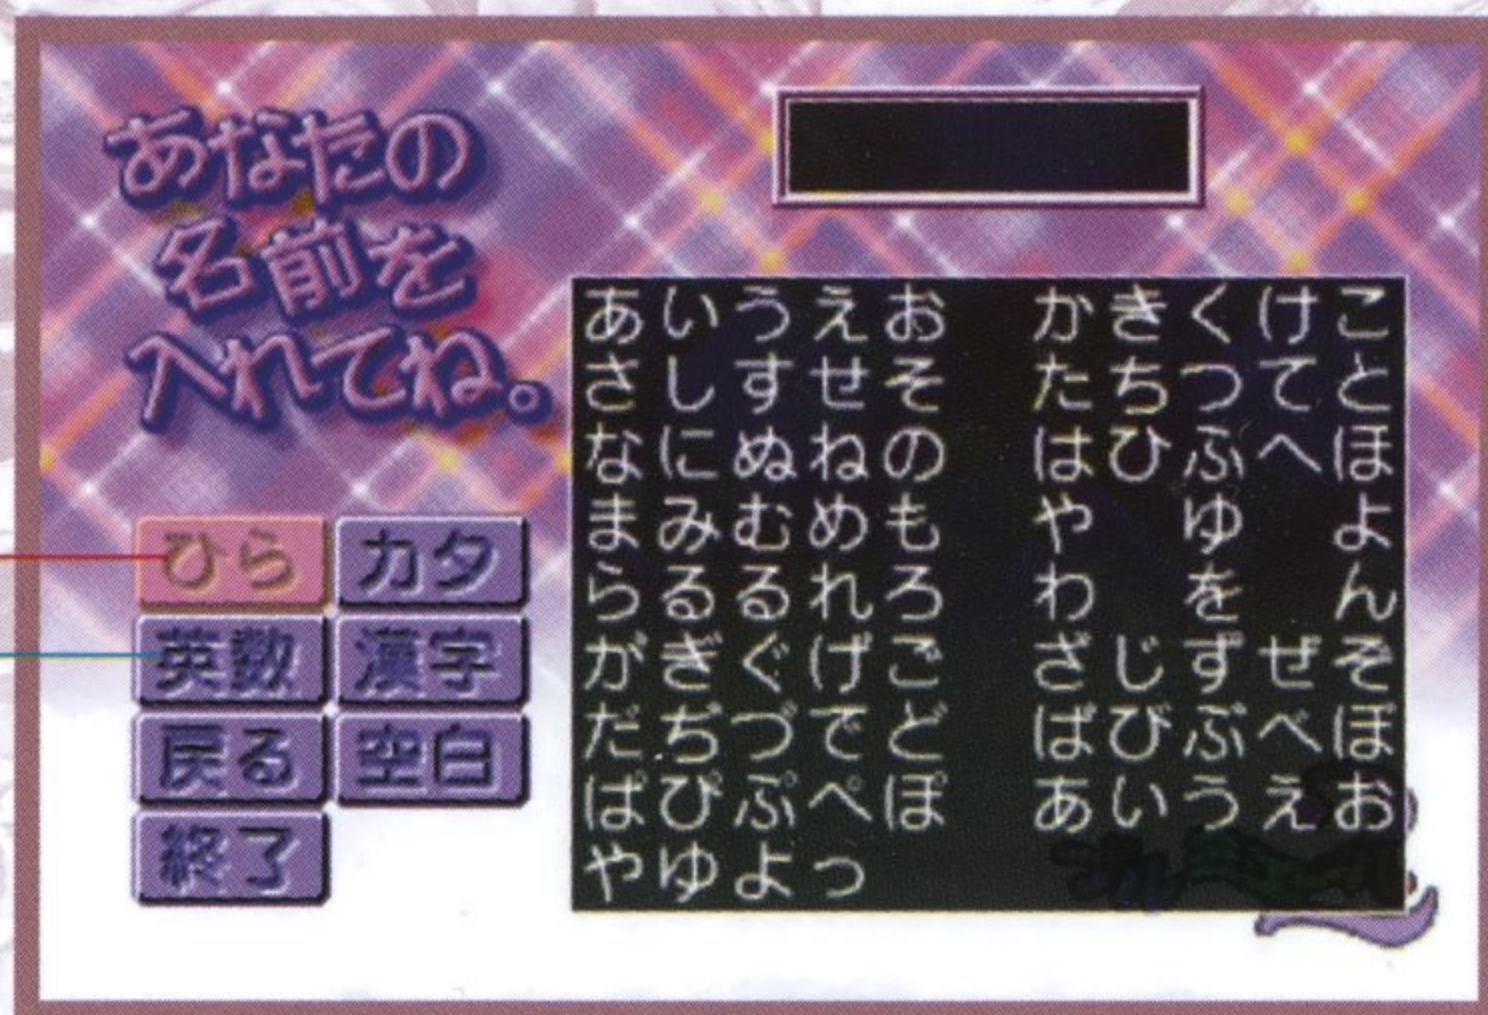 あなたの
名前を
入れてね。
ひら カタ
英数 漢字
戻る 空白
終了
あいうえお かきくけこ
さしすせそ たちつてと
なにぬねの はひふへほ
まみむめも や ゆ よ
らるるれろ わ を ん
がぎぐげご ざじずぜぞ
だぢづでど ばびぶべぼ
ぱぴぷぺぽ あいうえお
やゆよっ